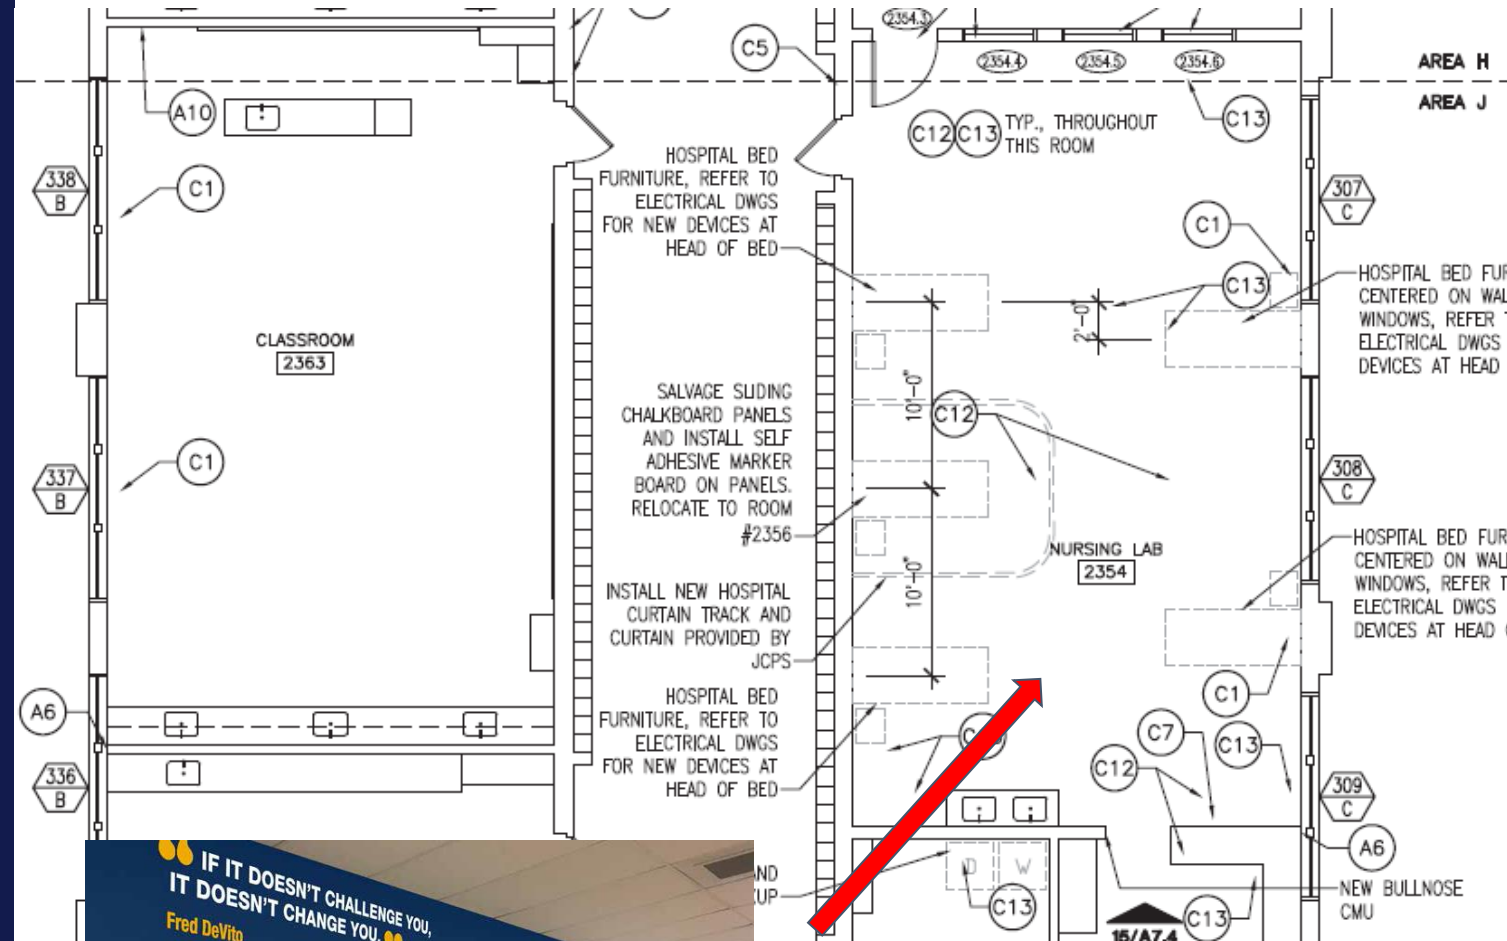 2354.3
C5
2354.4
2354.5
2354.6
AREA H
AREA J
A10
C12
C13
TYP., THROUGHOUT
THIS ROOM
C13
338
B
C1
HOSPITAL BED
FURNITURE, REFER TO
ELECTRICAL DWGS
FOR NEW DEVICES AT
HEAD OF BED
307
C
C1
C13
HOSPITAL BED FUR
CENTERED ON WAL
WINDOWS, REFER T
ELECTRICAL DWGS
DEVICES AT HEAD
2'-0"
CLASSROOM
2363
SALVAGE SLIDING
CHALKBOARD PANELS
AND INSTALL SELF
ADHESIVE MARKER
BOARD ON PANELS.
RELOCATE TO ROOM
#2356
10'-0"
C12
337
B
C1
308
C
NURSING LAB
2354
HOSPITAL BED FUR
CENTERED ON WAL
WINDOWS, REFER T
ELECTRICAL DWGS
DEVICES AT HEAD
INSTALL NEW HOSPITAL
CURTAIN TRACK AND
CURTAIN PROVIDED BY
JCPS
10'-0"
HOSPITAL BED
FURNITURE, REFER TO
ELECTRICAL DWGS
FOR NEW DEVICES AT
HEAD OF BED
A6
C1
C7
C13
C12
336
B
309
C
A6
NEW BULLNOSE
CMU
AND
UP
D
W
C13
C13
15/A7.4
IF IT DOESN'T CHALLENGE YOU,
IT DOESN'T CHANGE YOU.
Fred DeVito